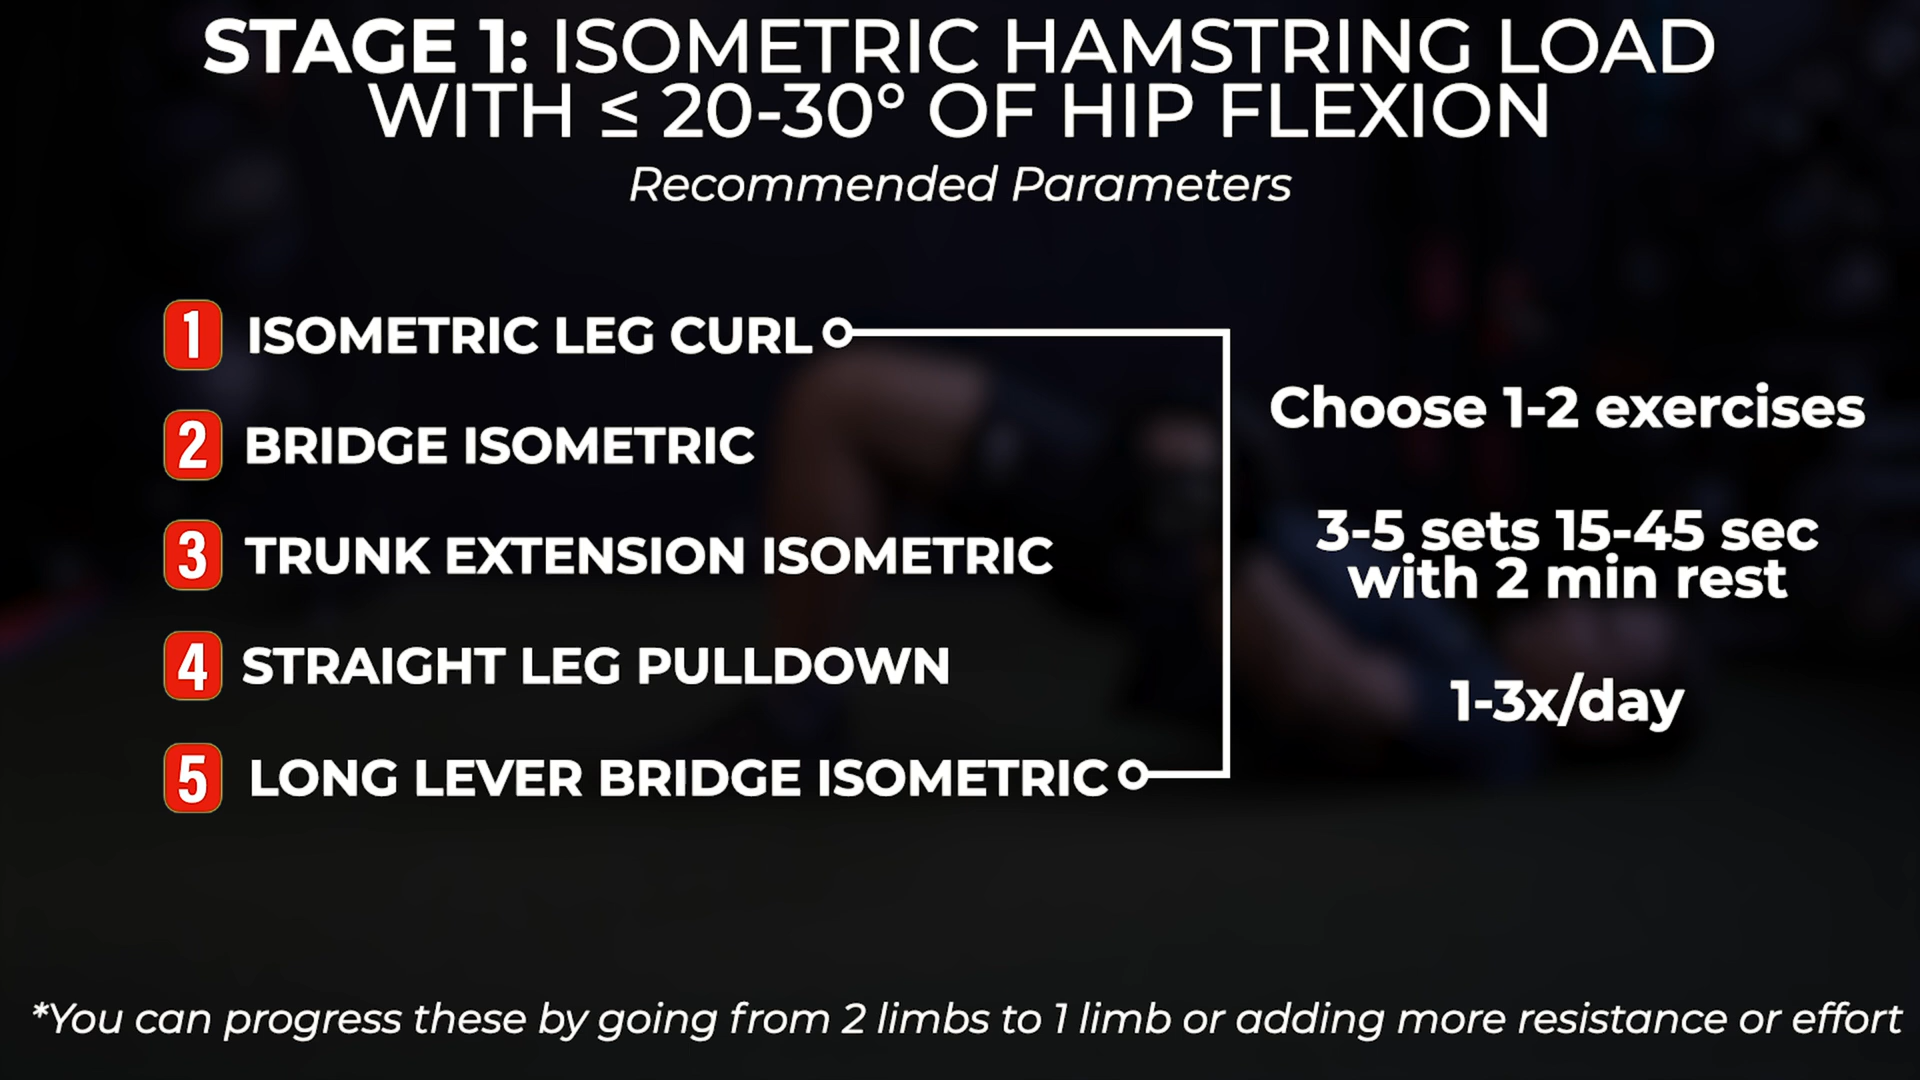 STAGE 1: ISOMETRIC HAMSTRING LOAD
WITH ≤ 20-30° OF HIP FLEXION
Recommended Parameters
1 ISOMETRIC LEG CURL
2 BRIDGE ISOMETRIC
3 TRUNK EXTENSION ISOMETRIC
4 STRAIGHT LEG PULLDOWN
5 LONG LEVER BRIDGE ISOMETRIC
Choose 1-2 exercises
3-5 sets 15-45 sec
with 2 min rest
1-3x/day
*You can progress these by going from 2 limbs to 1 limb or adding more resistance or effort